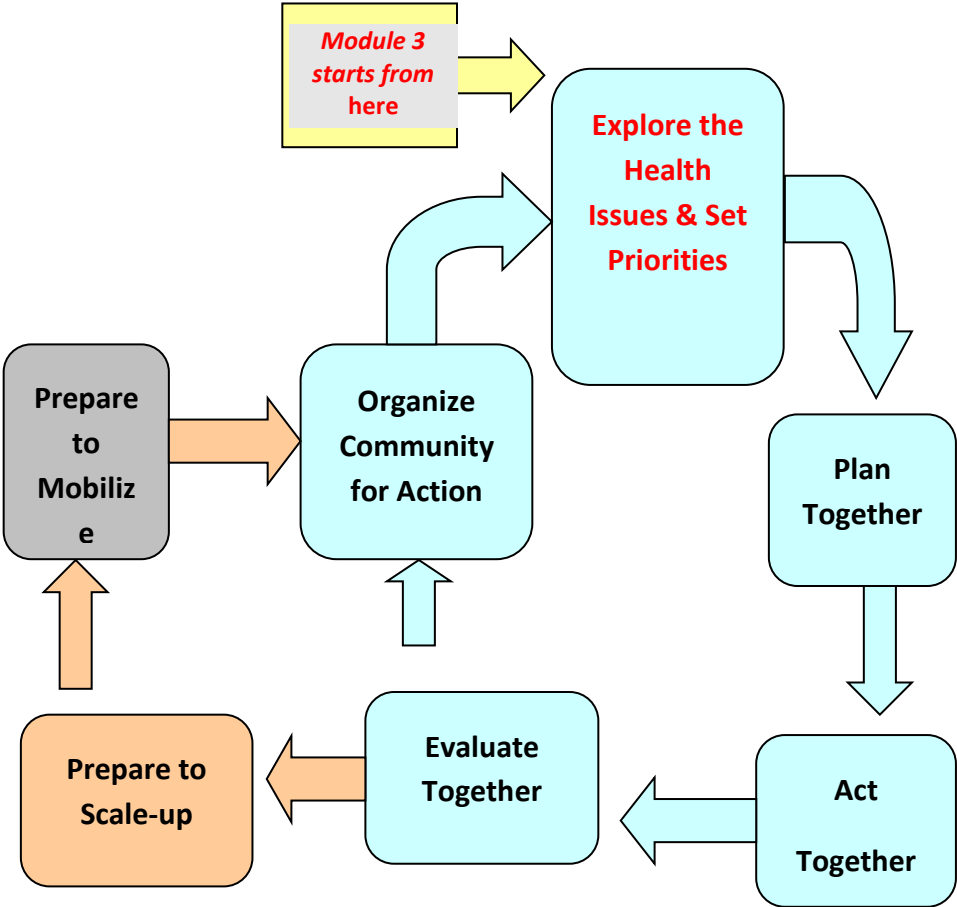 Module 3
starts from
here
Explore the
Health
Issues & Set
Priorities
Prepare
to
Mobiliz
e
Organize
Community
for Action
Plan
Together
Prepare to
Scale-up
Evaluate
Together
Act
Together